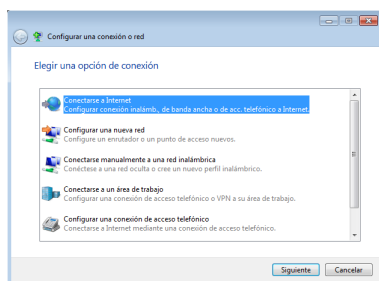 Configurar una conexión o red
Elegir una opción de conexión
Conectarse a Internet
Configurar conexión inalámb., de banda ancha o de acc. telefónico a Internet.
Configurar una nueva red
Configure un enrutador o un punto de acceso nuevos.
Conectarse manualmente a una red inalámbrica
Conéctese a una red oculta o cree un nuevo perfil inalámbrico.
Conectarse a un área de trabajo
Configurar una conexión de acceso telefónico o VPN a su área de trabajo.
Configurar una conexión de acceso telefónico
Conectarse a Internet mediante una conexión de acceso telefónico.
Siguiente Cancelar